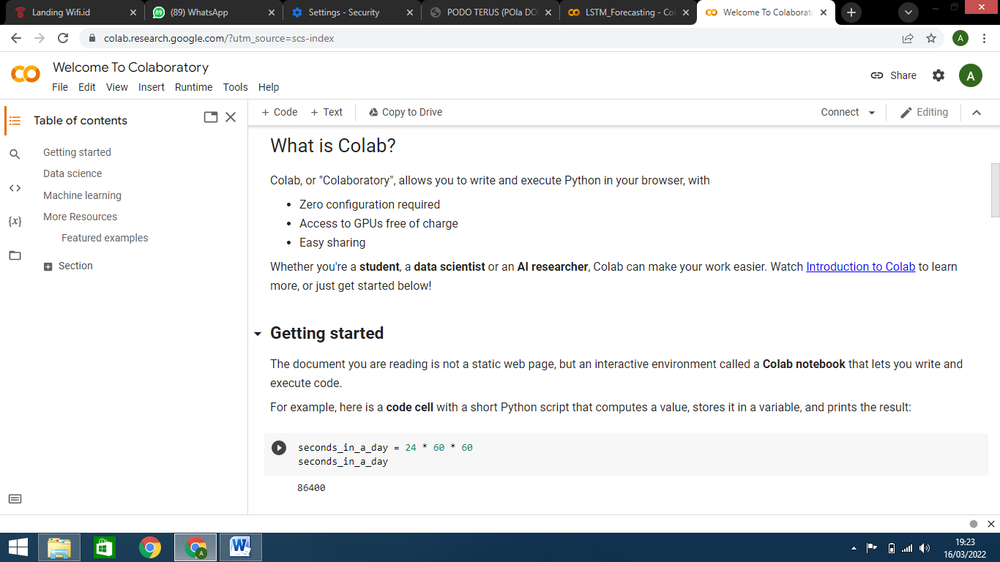 Landing Wifi.id
(89) WhatsApp
Settings - Security
PODO TERUS (POla DO
LSTM_Forecasting - Co
Welcome To Colaborato
colab.research.google.com/?utm_source=scs-index
A
Welcome To Colaboratory
File Edit View Insert Runtime Tools Help
Share
A
Table of contents
Getting started
Data science
Machine learning
More Resources
Featured examples
Section
+ Code + Text Copy to Drive
Connect Editing
What is Colab?
Colab, or "Colaboratory", allows you to write and execute Python in your browser, with
• Zero configuration required
• Access to GPUs free of charge
• Easy sharing
Whether you're a student, a data scientist or an AI researcher, Colab can make your work easier. Watch Introduction to Colab to learn
more, or just get started below!
Getting started
The document you are reading is not a static web page, but an interactive environment called a Colab notebook that lets you write and
execute code.
For example, here is a code cell with a short Python script that computes a value, stores it in a variable, and prints the result:
seconds_in_a_day = 24 * 60 * 60
seconds_in_a_day
86400
19:23
16/03/2022